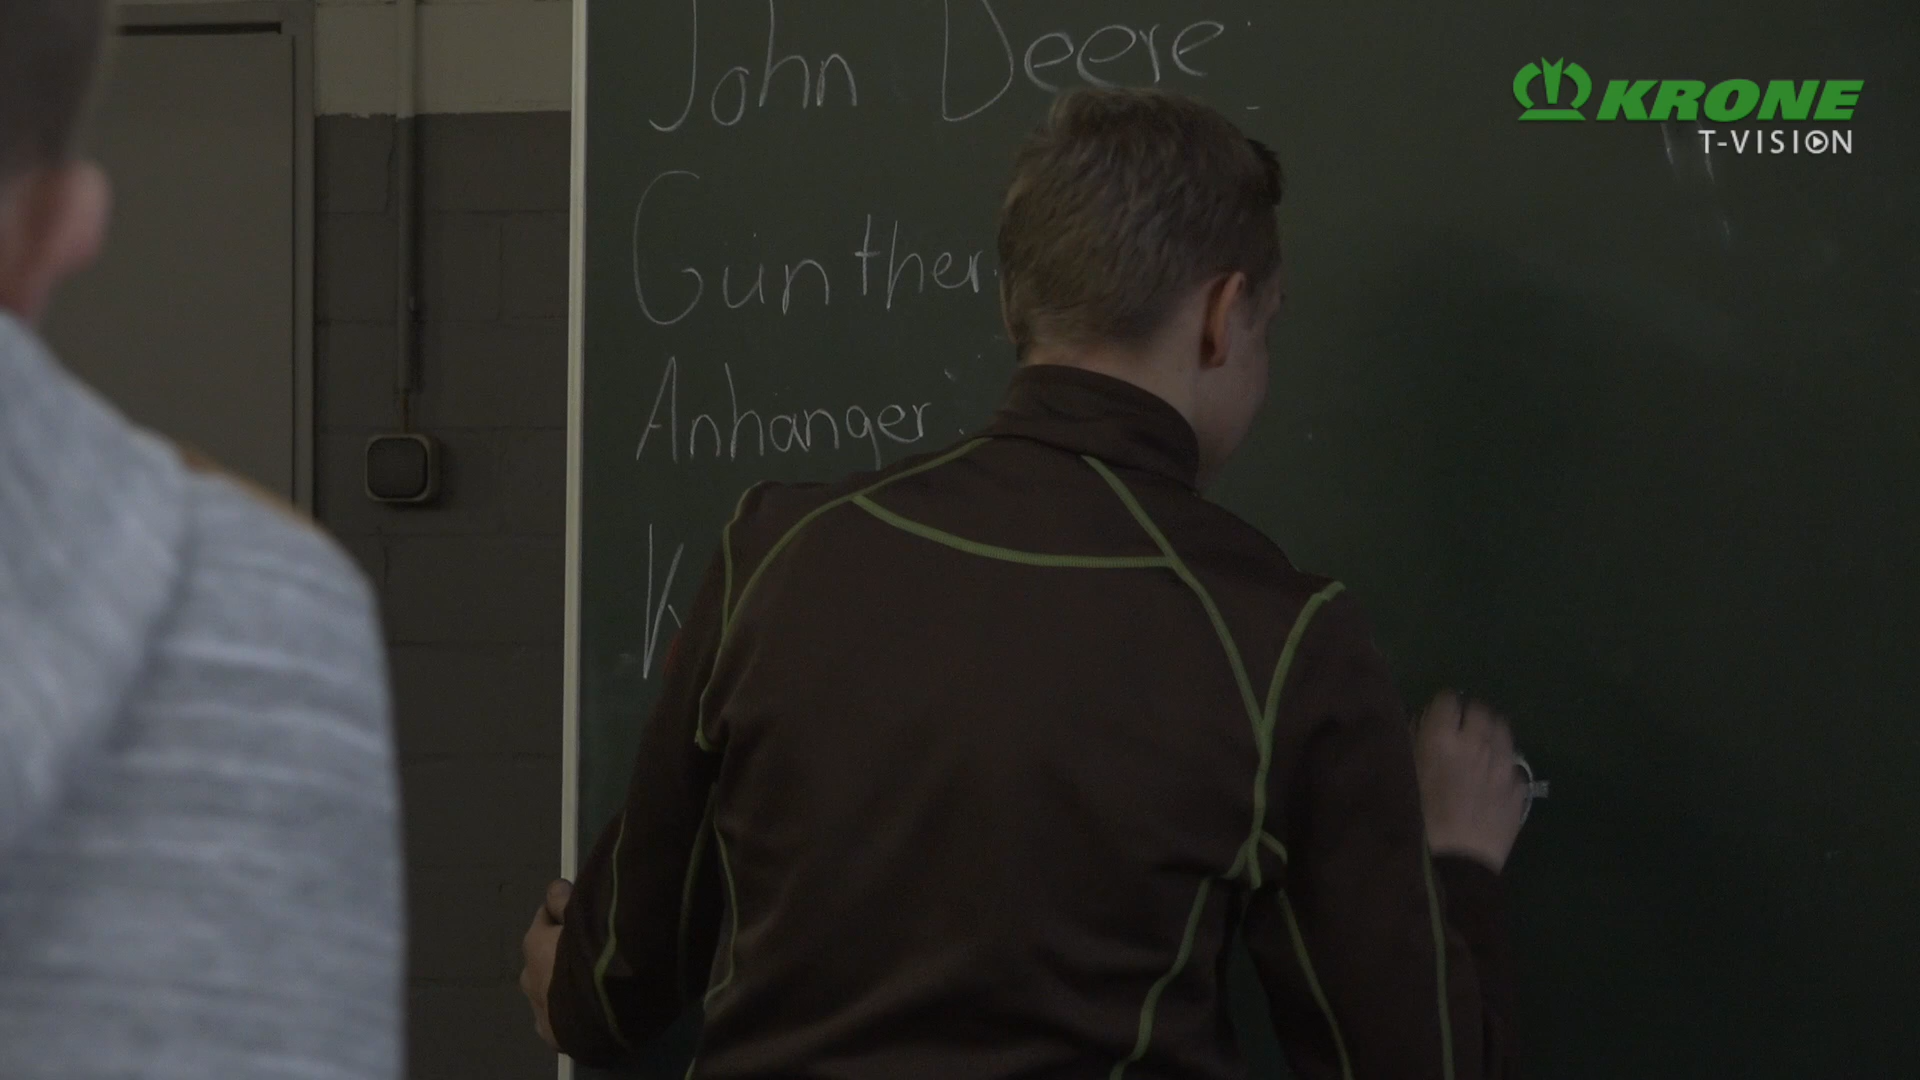 John Deere:
KRONE
T-VISION
Günther
Anhanger
K